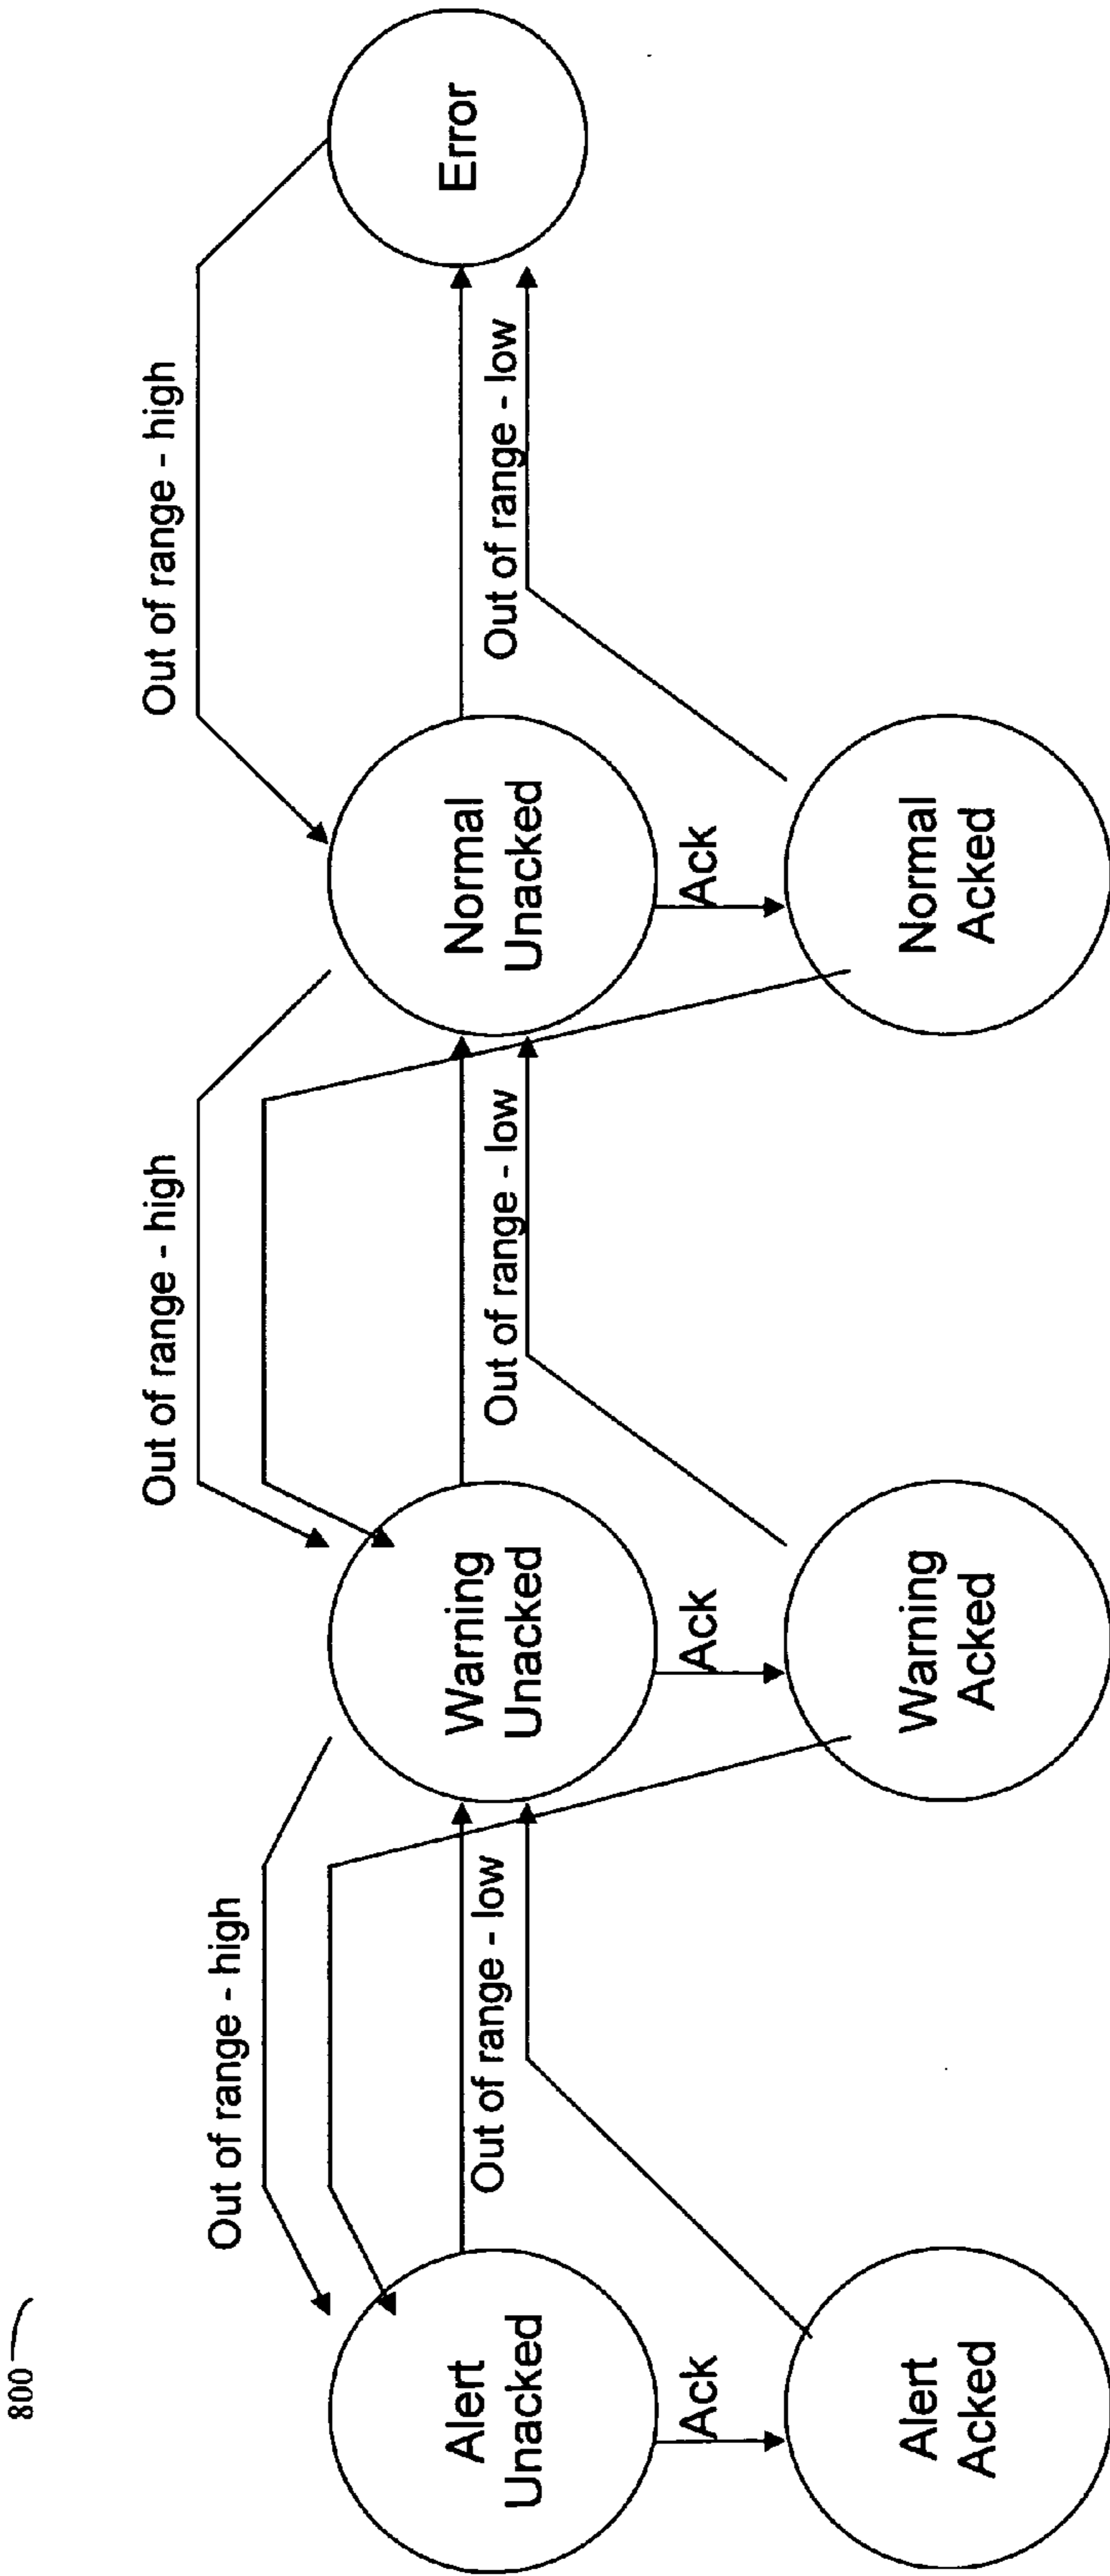 800
Out of range - high
Out of range - high
Out of range - high
Alert
Unacked
Out of range - low
Warning
Unacked
Out of range - low
Normal
Unacked
Out of range - low
Error
Ack
Ack
Ack
Alert
Acked
Warning
Acked
Normal
Acked